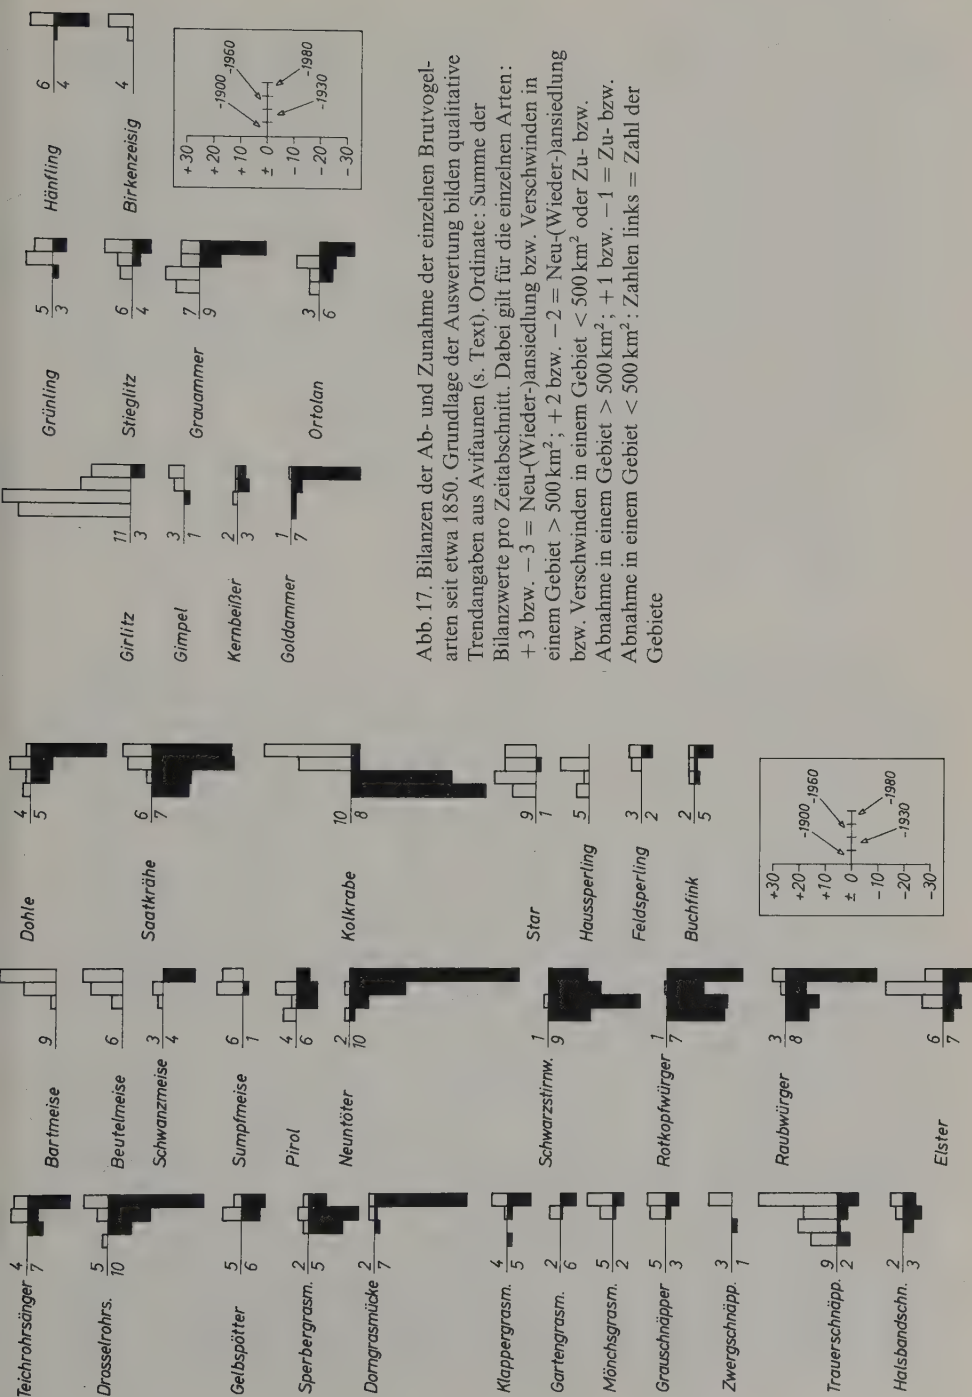 Teichrohrsänger
4
7
Drosselrohrs.
5
10
Gelbspötter
5
6
Sperbergrasm.
2
5
Dorngrasmücke
2
7
Klappergrasm.
4
5
Gartengrasm.
2
6
Mönchsgrasm.
5
2
Grauschnäpper
5
3
Zwergschnäpp.
3
1
Trauerschnäpp.
9
2
Halsbandschn.
2
3
Bartmeise
9
Beutelmeise
6
Schwanzmeise
3
4
Sumpfmeise
6
1
Pirol
4
6
Neuntöter
2
10
Schwarzstirnw.
1
9
Rotkopfwürger
1
7
Raubwürger
3
8
Elster
6
7
Dohle
4
5
Saatkrähe
6
7
Kolkrabe
10
8
Star
9
1
Haussperling
5
Feldsperling
3
2
Buchfink
2
5
+30
+20
+10
± 0
-10
-20
-30
-1900
-1960
-1980
-1930
Girlitz
11
3
Gimpel
3
1
Kernbeißer
2
3
Goldammer
1
7
Grünling
5
3
Stieglitz
6
4
Grauammer
7
9
Ortolan
3
6
Hänfling
6
4
Birkenzeisig
4
+30
+20
+10
± 0
-10
-20
-30
-1900
-1960
-1980
-1930
Abb. 17. Bilanzen der Ab- und Zunahme der einzelnen Brutvogel-
arten seit etwa 1850. Grundlage der Auswertung bilden qualitative
Trendangaben aus Avifaunen (s. Text). Ordinate: Summe der
Bilanzwerte pro Zeitabschnitt. Dabei gilt für die einzelnen Arten:
+ 3 bzw. − 3 = Neu-(Wieder-)ansiedlung bzw. Verschwinden in
einem Gebiet > 500 km²; + 2 bzw. − 2 = Neu-(Wieder-)ansiedlung
bzw. Verschwinden in einem Gebiet < 500 km² oder Zu- bzw.
Abnahme in einem Gebiet > 500 km²; + 1 bzw. − 1 = Zu- bzw.
Abnahme in einem Gebiet < 500 km²: Zahlen links = Zahl der
Gebiete